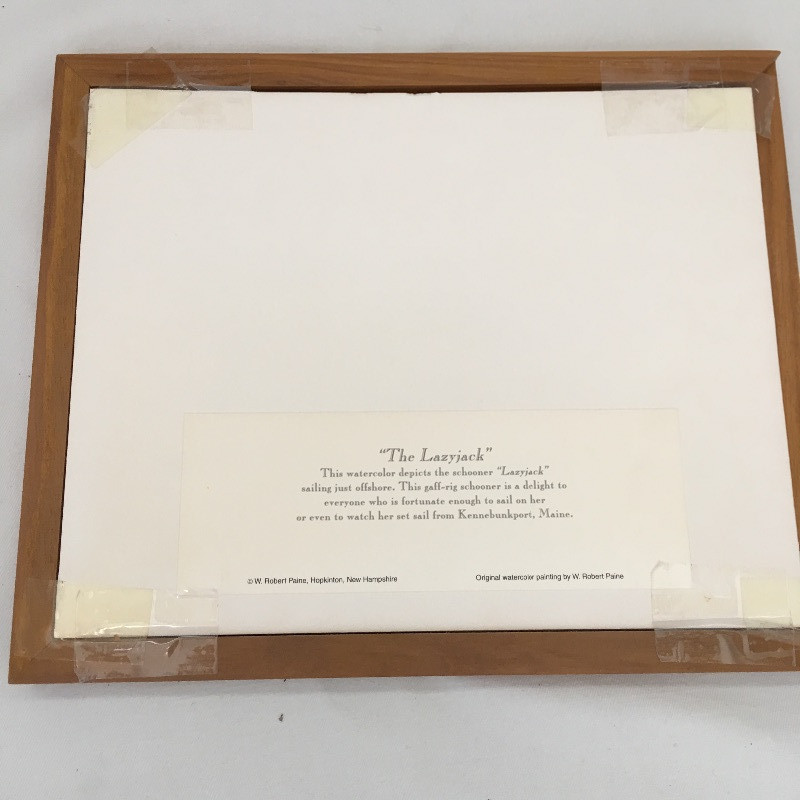 “The Lazyjack”
This watercolor depicts the schooner “Lazyjack”
sailing just offshore. This gaff-rig schooner is a delight to
everyone who is fortunate enough to sail on her
or even to watch her set sail from Kennebunkport, Maine.
© W. Robert Paine, Hopkinton, New Hampshire
Original watercolor painting by W. Robert Paine